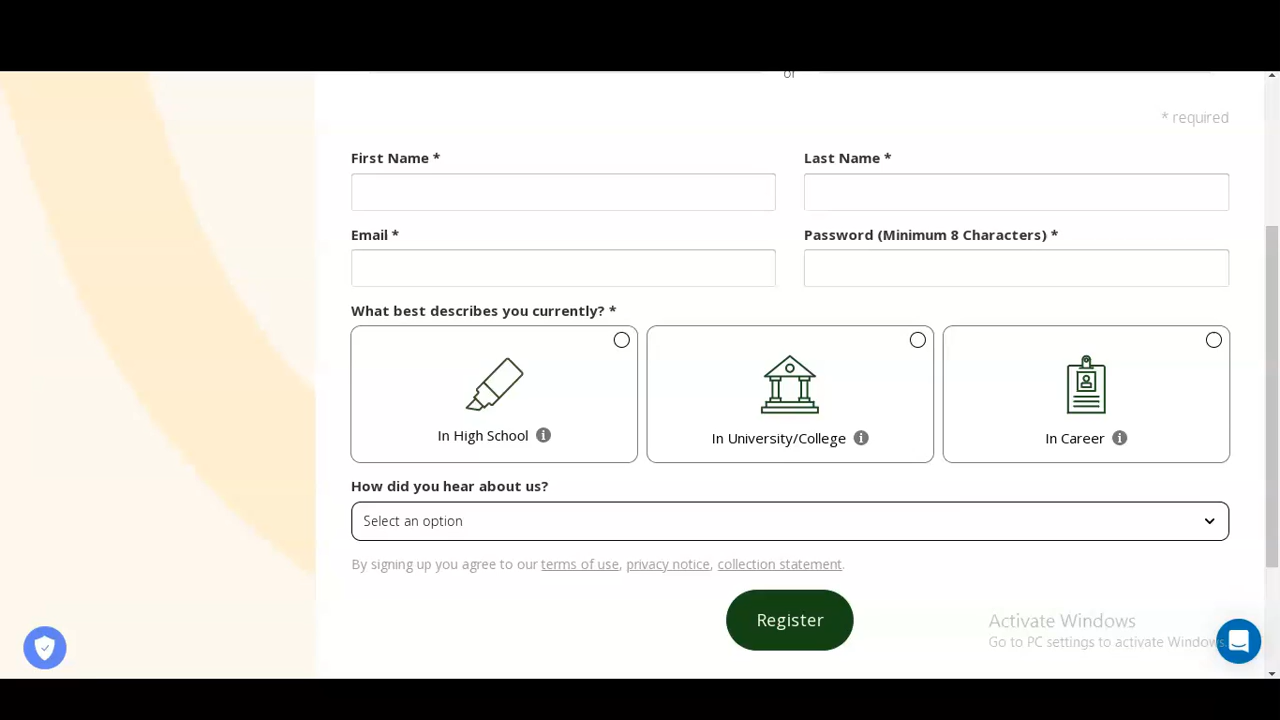 or
* required
First Name *
Last Name *
Email *
Password (Minimum 8 Characters) *
What best describes you currently? *
In High School
In University/College
In Career
How did you hear about us?
Select an option
By signing up you agree to our terms of use, privacy notice, collection statement.
Register
Activate Windows
Go to PC settings to activate Windows.